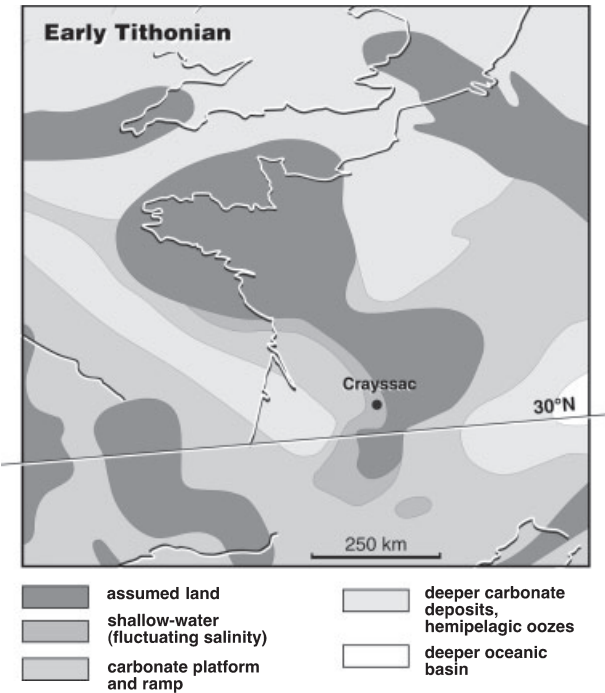 Early Tithonian
Crayssac
30°N
250 km
assumed land
shallow-water
(fluctuating salinity)
carbonate platform
and ramp
deeper carbonate
deposits,
hemipelagic oozes
deeper oceanic
basin